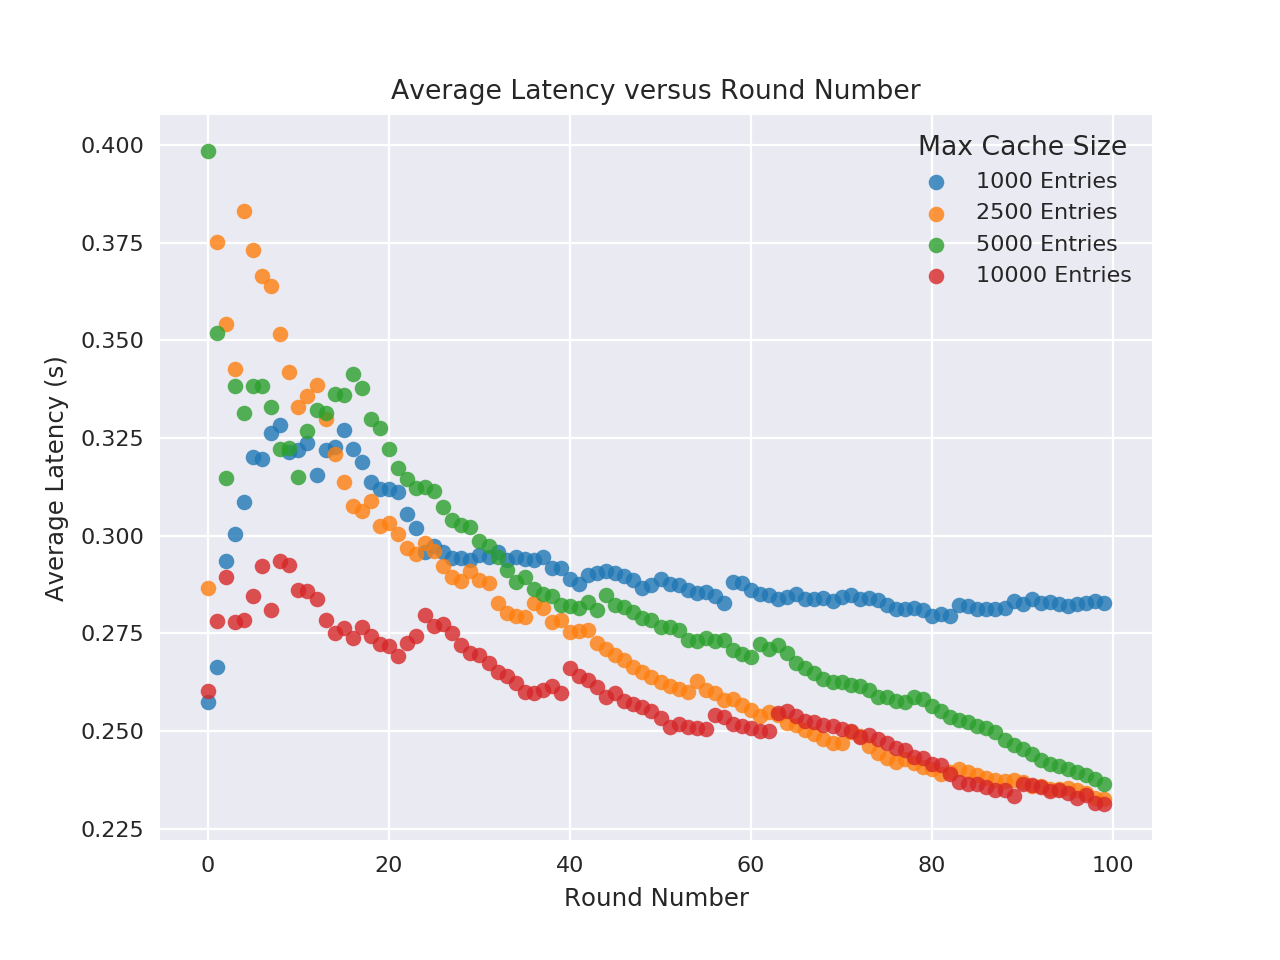 Average Latency versus Round Number
Max Cache Size
1000 Entries
2500 Entries
5000 Entries
10000 Entries
Average Latency (s)
0.400
0.375
0.350
0.325
0.300
0.275
0.250
0.225
0 20 40 60 80 100
Round Number